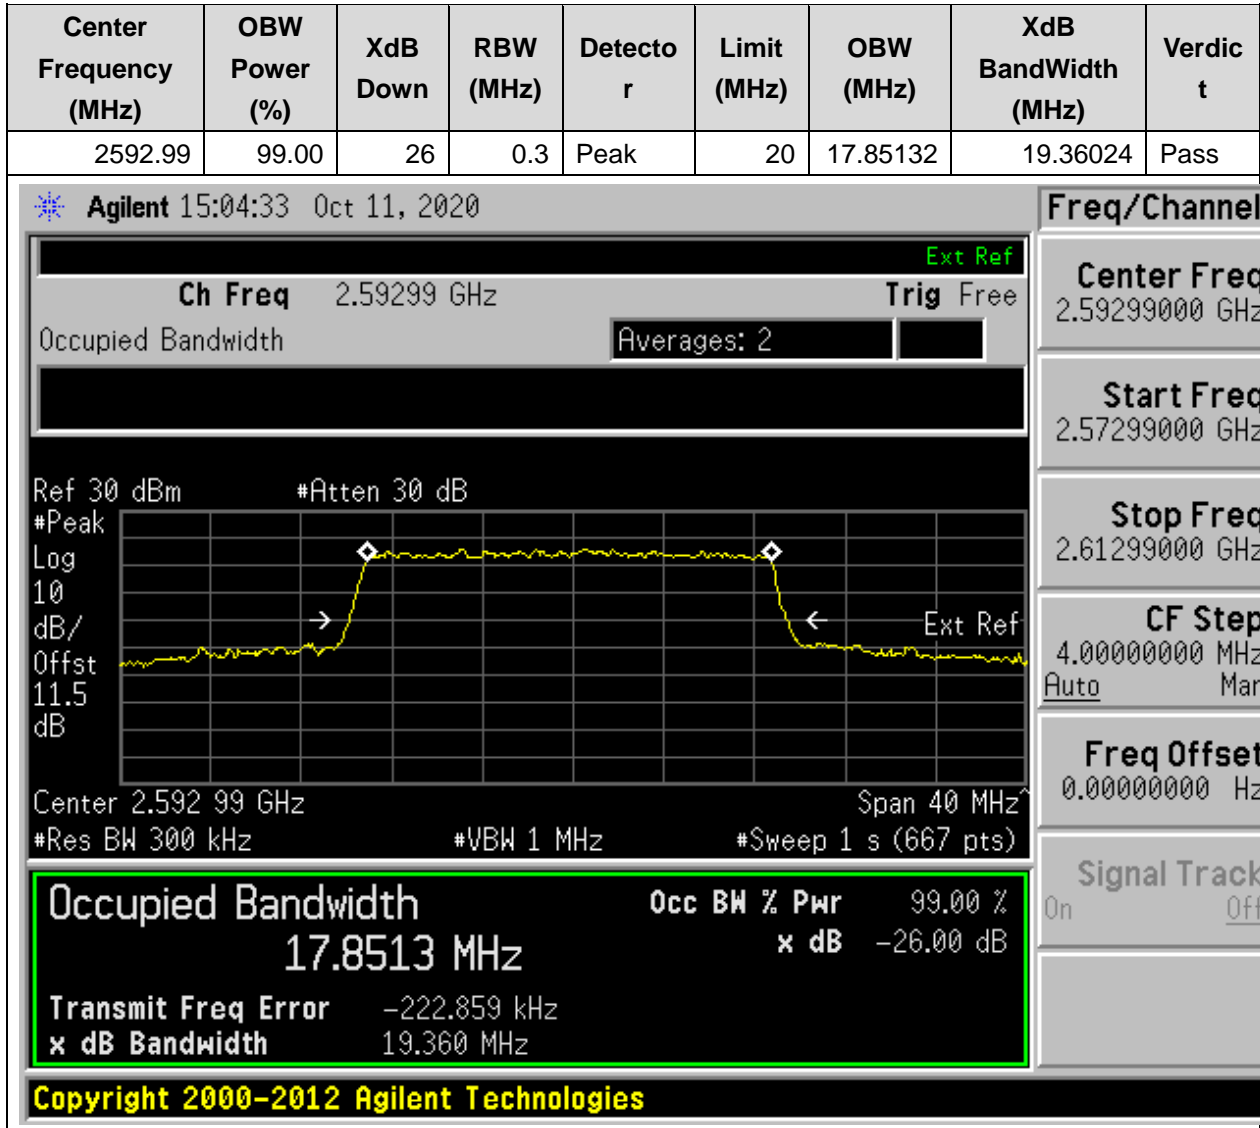 Center Frequency (MHz) OBW Power (%) XdB Down RBW (MHz) Detecto r Limit (MHz) OBW (MHz) XdB BandWidth (MHz) Verdic t
2592.99 99.00 26 0.3 Peak 20 17.85132 19.36024 Pass
Agilent 15:04:33 Oct 11, 2020
Freq/Channel
Ext Ref
Ch Freq 2.59299 GHz Trig Free
Occupied Bandwidth Averages: 2
Center Freq
2.59299000 GHz
Start Freq
2.57299000 GHz
Stop Freq
2.61299000 GHz
CF Step
4.00000000 MHz
Auto Man
Freq Offset
0.00000000 Hz
Signal Track
On Off
Ref 30 dBm #Atten 30 dB
#Peak
Log
10
dB/
Offst
11.5
dB
Ext Ref
Center 2.592 99 GHz Span 40 MHz^
#Res BW 300 kHz #VBW 1 MHz #Sweep 1 s (667 pts)
Occupied Bandwidth
17.8513 MHz
Occ BW % Pwr 99.00 %
x dB -26.00 dB
Transmit Freq Error -222.859 kHz
x dB Bandwidth 19.360 MHz
Copyright 2000-2012 Agilent Technologies